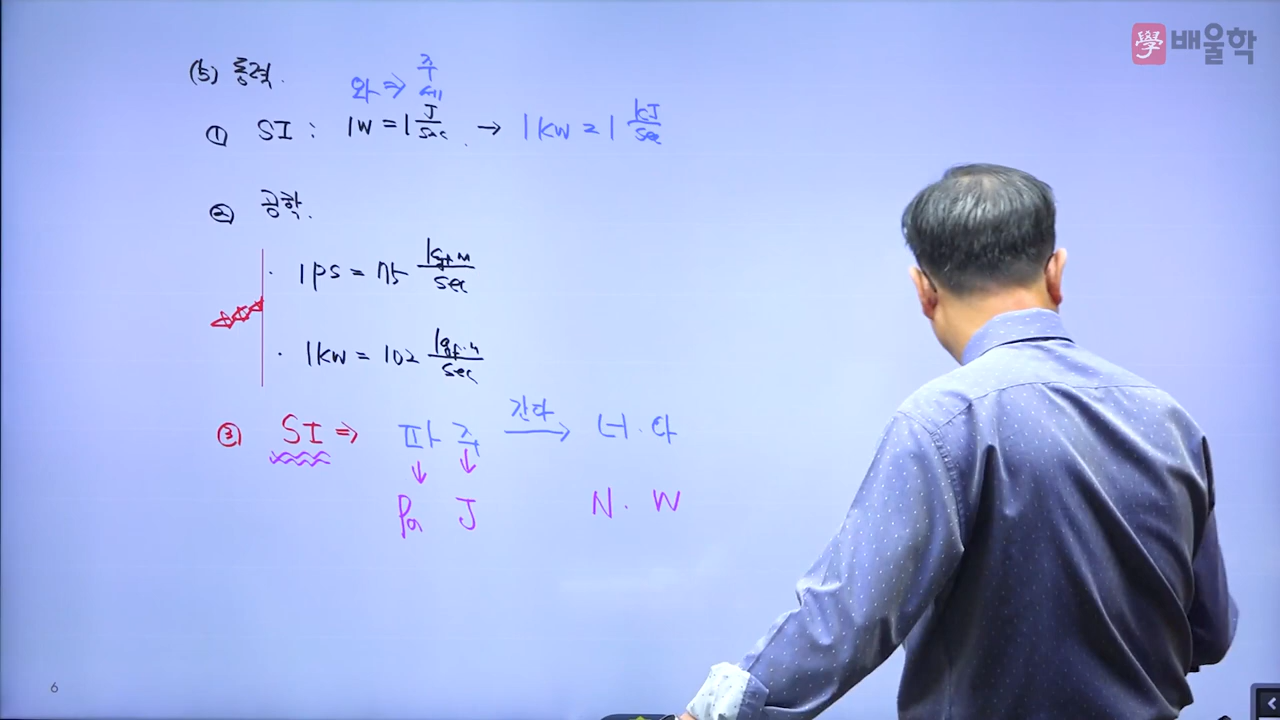 學 배울학
(5) 동력.
와 ⇒ 주/세
① SI : 1W = 1 J/sec. → 1kW = 1 kJ/sec
② 공학.
· 1PS = 75 kgf·m/sec
· 1kW = 102 kgf·m/sec
③ SI ⇒ 파 주 간다→ 너·와
↓ ↓
Pa J N · W
6